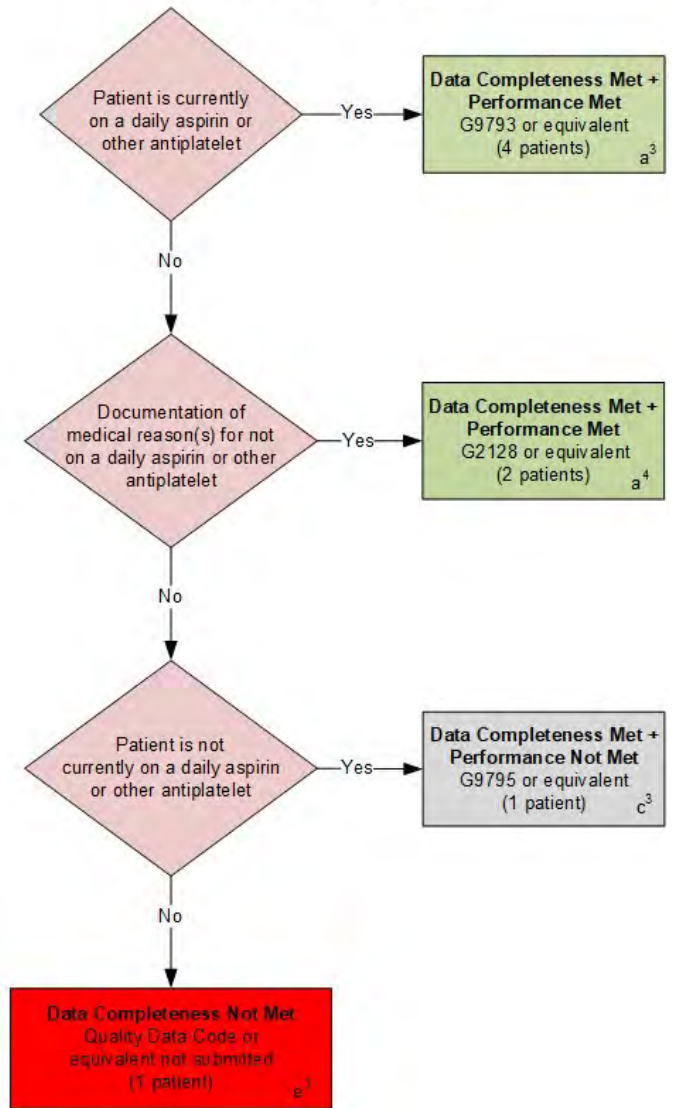 Patient is currently
on a daily aspirin or
other antiplatelet
Yes
Data Completeness Met +
Performance Met
G9793 or equivalent
(4 patients)
a³
No
Documentation of
medical reason(s) for not
on a daily aspirin or other
antiplatelet
Yes
Data Completeness Met +
Performance Met
G2128 or equivalent
(2 patients)
a⁴
No
Patient is not
currently on a daily aspirin
or other antiplatelet
Yes
Data Completeness Met +
Performance Not Met
G9795 or equivalent
(1 patient)
c³
No
Data Completeness Not Met
Quality Data Code or
equivalent not submitted
(1 patient)